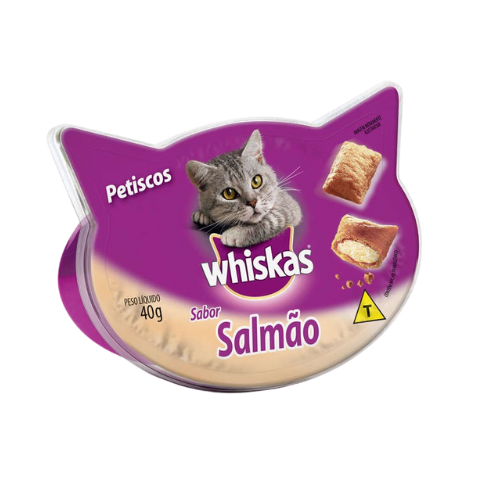 Petiscos
whiskas®
PESO LÍQUIDO
40g
Sabor
Salmão
T